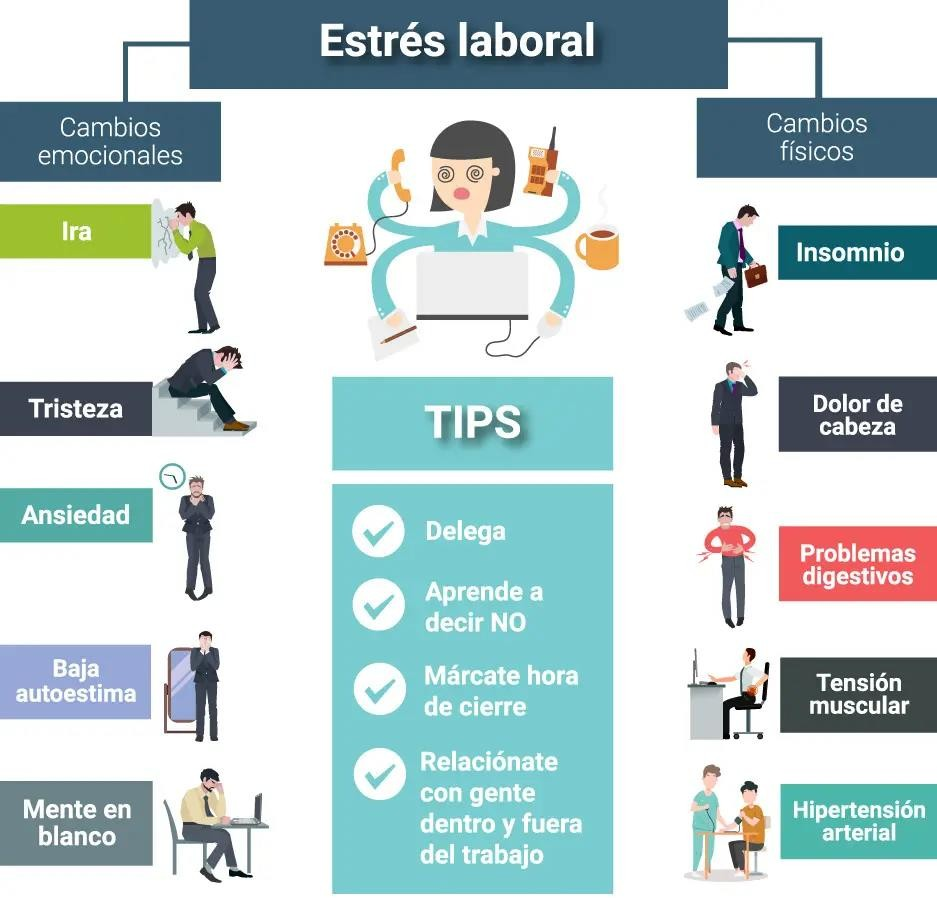 Estrés laboral
Cambios
emocionales
Ira
Tristeza
Ansiedad
Baja
autoestima
Mente en
blanco
TIPS
Delega
Aprende a
decir NO
Márcate hora
de cierre
Relaciónate
con gente
dentro y fuera
del trabajo
Cambios
físicos
Insomnio
Dolor de
cabeza
Problemas
digestivos
Tensión
muscular
Hipertensión
arterial